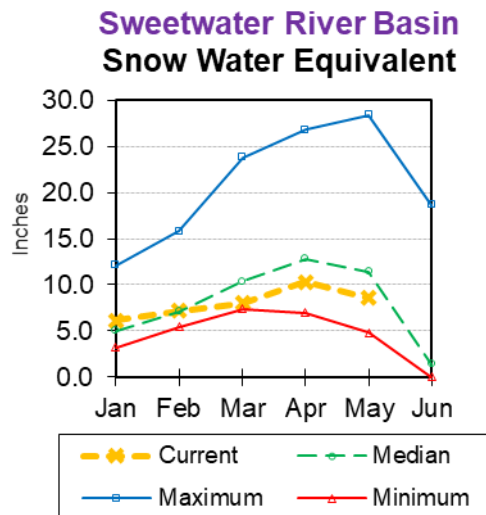 Sweetwater River Basin
Snow Water Equivalent
30.0
25.0
20.0
15.0
10.0
5.0
0.0
Inches
Jan Feb Mar Apr May Jun
Current Median
Maximum Minimum